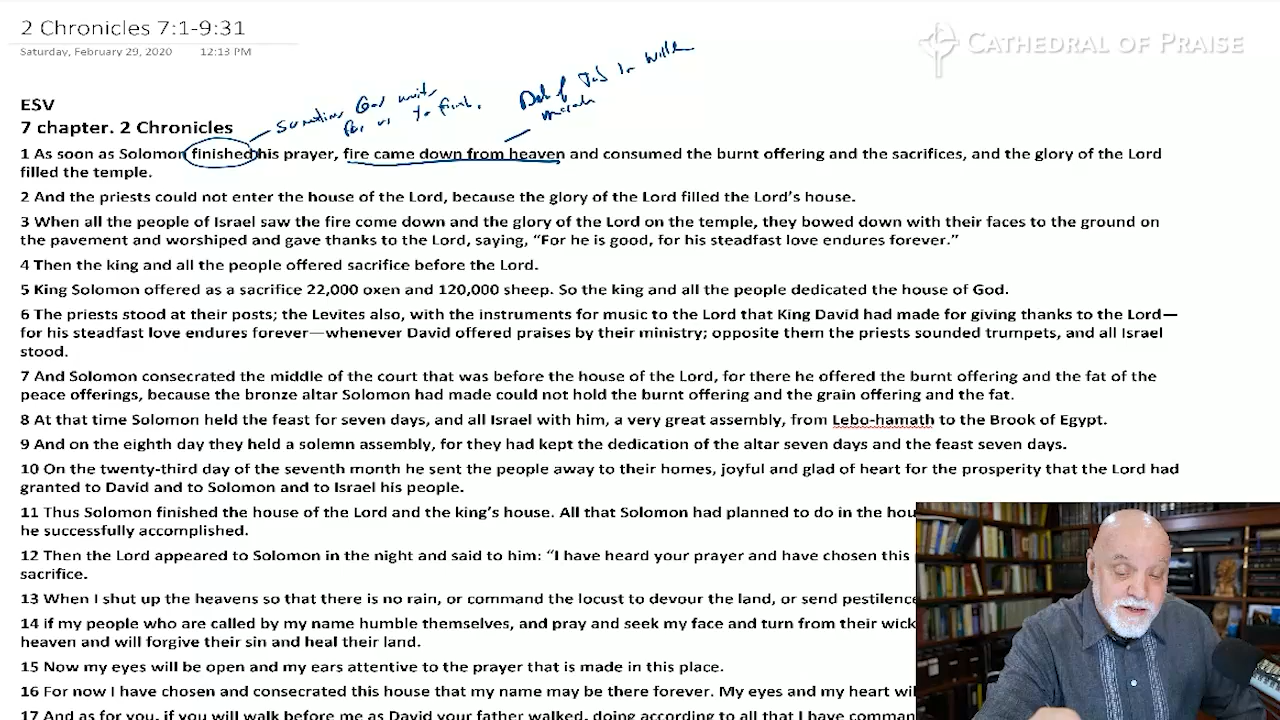 2 Chronicles 7:1-9:31
CATHEDRAL OF PRAISE
Saturday, February 29, 2020 12:13 PM
God
for us to finish.
ESV
7 chapter. 2 Chronicles
1 As soon as Solomon finished his prayer, fire came down from heaven and consumed the burnt offering and the sacrifices, and the glory of the Lord
filled the temple.
2 And the priests could not enter the house of the Lord, because the glory of the Lord filled the Lord's house.
3 When all the people of Israel saw the fire come down and the glory of the Lord on the temple, they bowed down with their faces to the ground on
the pavement and worshiped and gave thanks to the Lord, saying, “For he is good, for his steadfast love endures forever.”
4 Then the king and all the people offered sacrifice before the Lord.
5 King Solomon offered as a sacrifice 22,000 oxen and 120,000 sheep. So the king and all the people dedicated the house of God.
6 The priests stood at their posts; the Levites also, with the instruments for music to the Lord that King David had made for giving thanks to the Lord—
for his steadfast love endures forever—whenever David offered praises by their ministry; opposite them the priests sounded trumpets, and all Israel
stood.
7 And Solomon consecrated the middle of the court that was before the house of the Lord, for there he offered the burnt offering and the fat of the
peace offerings, because the bronze altar Solomon had made could not hold the burnt offering and the grain offering and the fat.
8 At that time Solomon held the feast for seven days, and all Israel with him, a very great assembly, from Lebo-hamath to the Brook of Egypt.
9 And on the eighth day they held a solemn assembly, for they had kept the dedication of the altar seven days and the feast seven days.
10 On the twenty-third day of the seventh month he sent the people away to their homes, joyful and glad of heart for the prosperity that the Lord had
granted to David and to Solomon and to Israel his people.
11 Thus Solomon finished the house of the Lord and the king's house. All that Solomon had planned to do in the hou
he successfully accomplished.
12 Then the Lord appeared to Solomon in the night and said to him: “I have heard your prayer and have chosen this
sacrifice.
13 When I shut up the heavens so that there is no rain, or command the locust to devour the land, or send pestilence
14 if my people who are called by my name humble themselves, and pray and seek my face and turn from their wick
heaven and will forgive their sin and heal their land.
15 Now my eyes will be open and my ears attentive to the prayer that is made in this place.
16 For now I have chosen and consecrated this house that my name may be there forever. My eyes and my heart wil
17 And as for you, if you will walk before me as David your father walked, doing according to all that I have comman